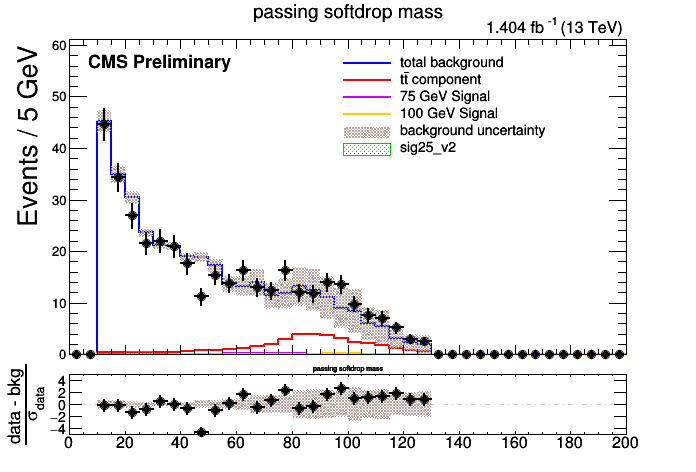 passing softdrop mass
1.404 fb⁻¹ (13 TeV)
CMS Preliminary
total background
tt̄ component
75 GeV Signal
100 GeV Signal
background uncertainty
sig25_v2
Events / 5 GeV
60
50
40
30
20
10
0
passing softdrop mass
data - bkg
σ data
4
2
0
−2
−4
0 20 40 60 80 100 120 140 160 180 200